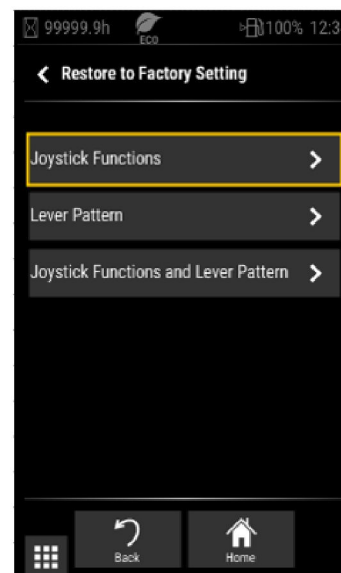 99999.9h ECO 100% 12:3
Restore to Factory Setting
Joystick Functions
Lever Pattern
Joystick Functions and Lever Pattern
Back Home